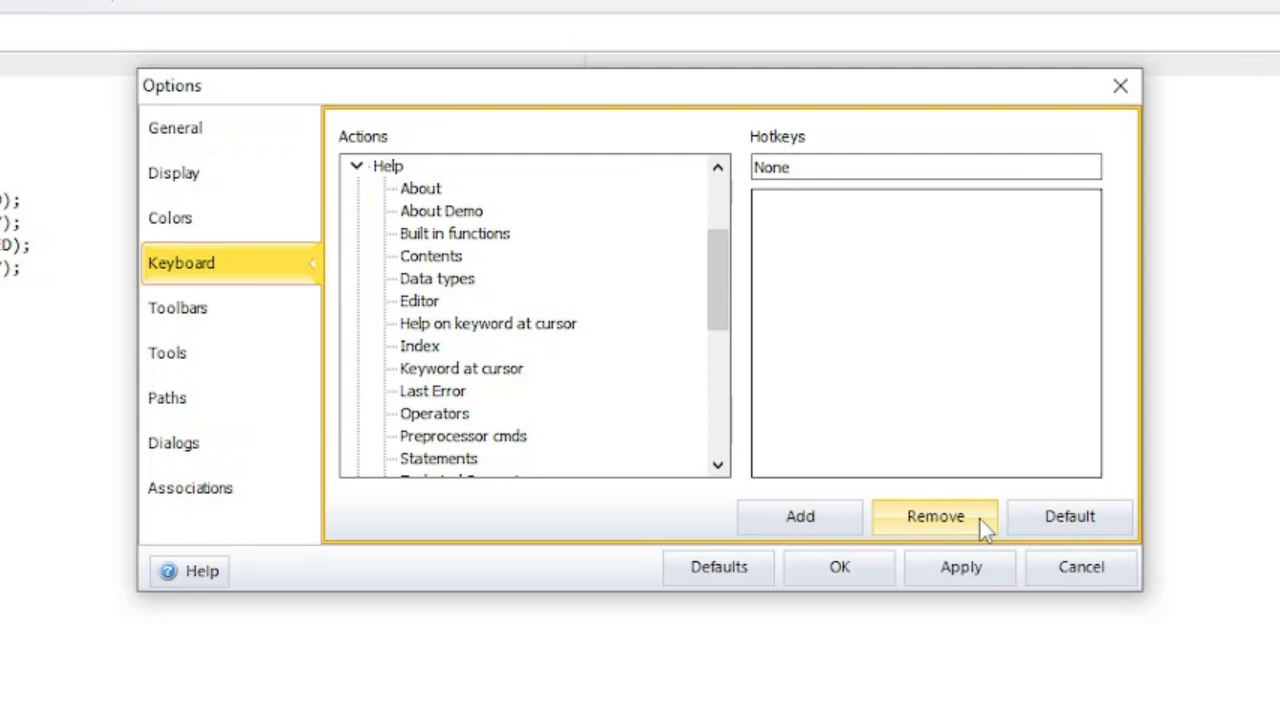 Options
General
Display
Colors
Keyboard
Toolbars
Tools
Paths
Dialogs
Associations
Actions
Help
About
About Demo
Built in functions
Contents
Data types
Editor
Help on keyword at cursor
Index
Keyword at cursor
Last Error
Operators
Preprocessor cmds
Statements
Hotkeys
None
Add
Remove
Default
Help
Defaults
OK
Apply
Cancel
);
);
D);
);